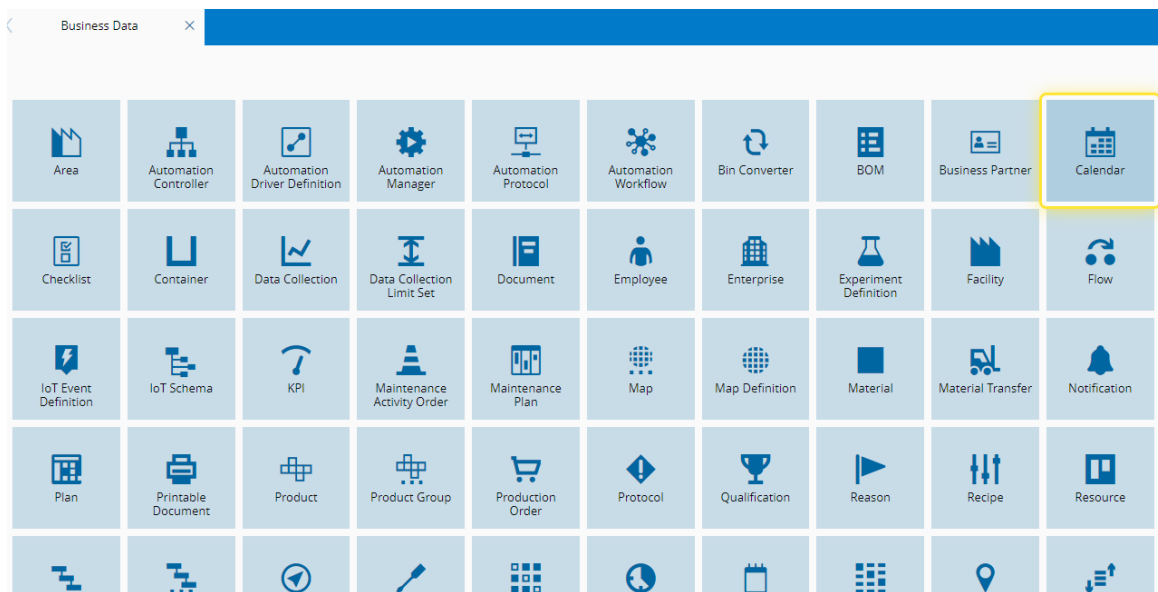 Business Data
Area
Automation
Controller
Automation
Driver Definition
Automation
Manager
Automation
Protocol
Automation
Workflow
Bin Converter
BOM
Business Partner
Calendar
Checklist
Container
Data Collection
Data Collection
Limit Set
Document
Employee
Enterprise
Experiment
Definition
Facility
Flow
IoT Event
Definition
IoT Schema
KPI
Maintenance
Activity Order
Maintenance
Plan
Map
Map Definition
Material
Material Transfer
Notification
Plan
Printable
Document
Product
Product Group
Production
Order
Protocol
Qualification
Reason
Recipe
Resource